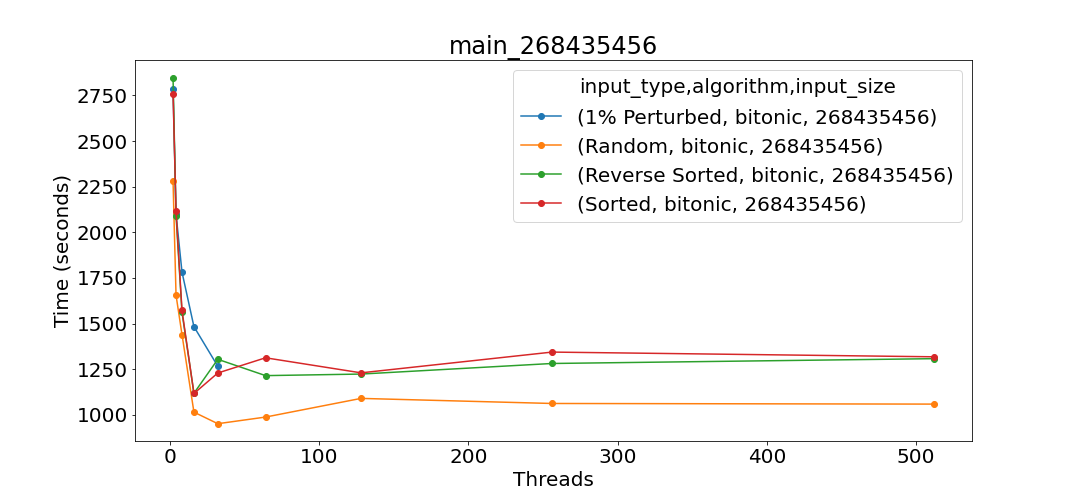 main_268435456
input_type,algorithm,input_size
(1% Perturbed, bitonic, 268435456)
(Random, bitonic, 268435456)
(Reverse Sorted, bitonic, 268435456)
(Sorted, bitonic, 268435456)
Time (seconds)
2750
2500
2250
2000
1750
1500
1250
1000
0 100 200 300 400 500
Threads